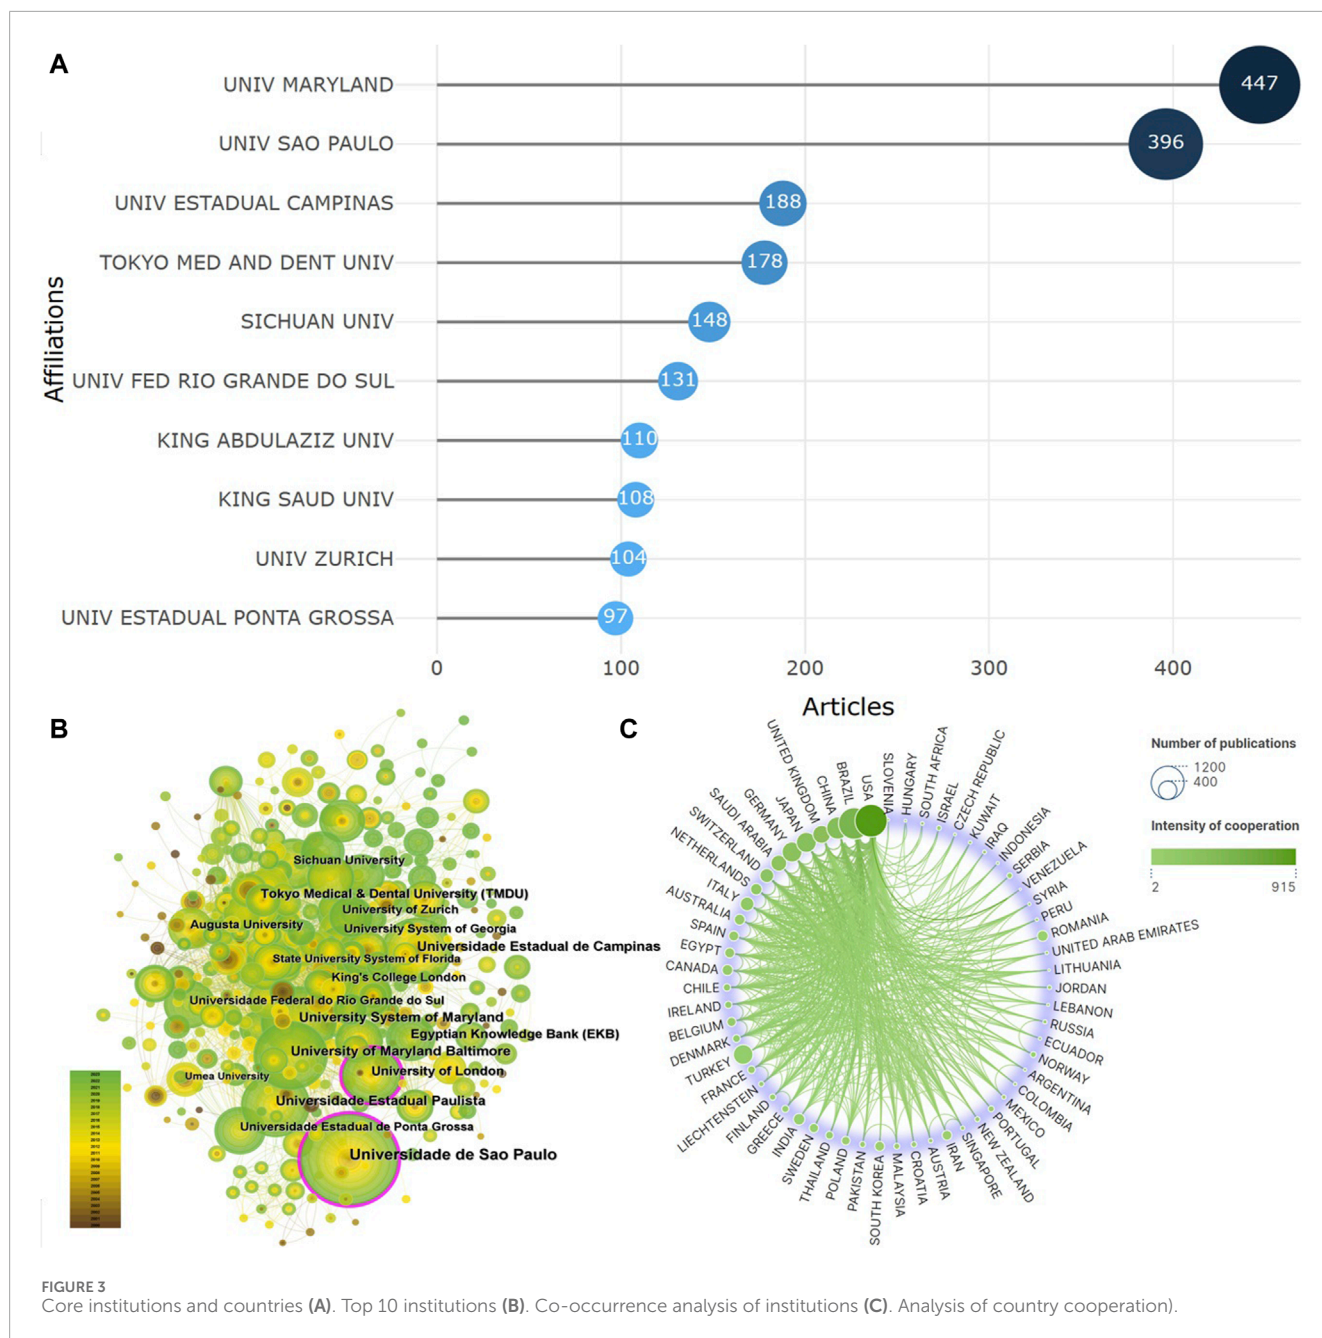 A
UNIV MARYLAND
447
UNIV SAO PAULO
396
UNIV ESTADUAL CAMPINAS
188
TOKYO MED AND DENT UNIV
178
SICHUAN UNIV
148
UNIV FED RIO GRANDE DO SUL
131
KING ABDULAZIZ UNIV
110
KING SAUD UNIV
108
UNIV ZURICH
104
UNIV ESTADUAL PONTA GROSSA
97
Affiliations
0 100 200 300 400
Articles
B
Sichuan University
Tokyo Medical & Dental University (TMDU)
University of Zurich
Augusta University
University System of Georgia
Universidade Estadual de Campinas
State University System of Florida
King's College London
Universidade Federal do Rio Grande do Sul
University System of Maryland
Egyptian Knowledge Bank (EKB)
University of Maryland Baltimore
University of London
Umea University
Universidade Estadual Paulista
Universidade Estadual de Ponta Grossa
Universidade de Sao Paulo
C
USA
SLOVENIA
HUNGARY
SOUTH AFRICA
ISRAEL
CZECH REPUBLIC
KUWAIT
IRAQ
INDONESIA
SERBIA
VENEZUELA
SYRIA
PERU
ROMANIA
UNITED ARAB EMIRATES
LITHUANIA
JORDAN
LEBANON
RUSSIA
ECUADOR
NORWAY
ARGENTINA
COLOMBIA
MEXICO
PORTUGAL
NEW ZEALAND
SINGAPORE
IRAN
AUSTRIA
CROATIA
MALAYSIA
SOUTH KOREA
PAKISTAN
POLAND
THAILAND
SWEDEN
INDIA
GREECE
FINLAND
LIECHTENSTEIN
FRANCE
TURKEY
DENMARK
BELGIUM
IRELAND
CHILE
CANADA
EGYPT
SPAIN
AUSTRALIA
ITALY
NETHERLANDS
SWITZERLAND
SAUDI ARABIA
GERMANY
JAPAN
UNITED KINGDOM
CHINA
BRAZIL
Number of publications
1200
400
Intensity of cooperation
2 915
FIGURE 3
Core institutions and countries (A). Top 10 institutions (B). Co-occurrence analysis of institutions (C). Analysis of country cooperation).